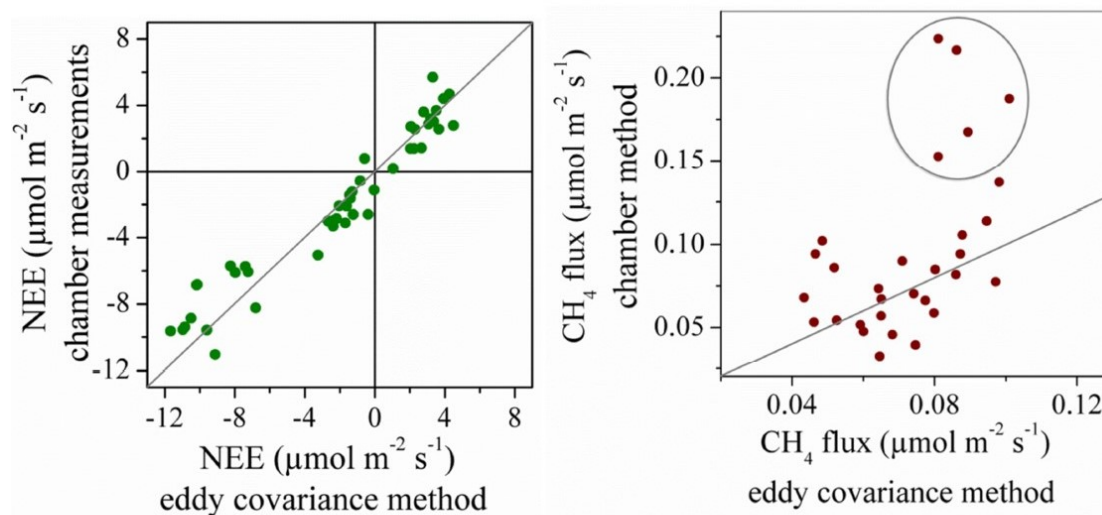 NEE (µmol m⁻² s⁻¹)
chamber measurements
8
4
0
-4
-8
-12
-12 -8 -4 0 4 8
NEE (µmol m⁻² s⁻¹)
eddy covariance method
CH₄ flux (µmol m⁻² s⁻¹)
chamber method
0.20
0.15
0.10
0.05
0.04 0.08 0.12
CH₄ flux (µmol m⁻² s⁻¹)
eddy covariance method